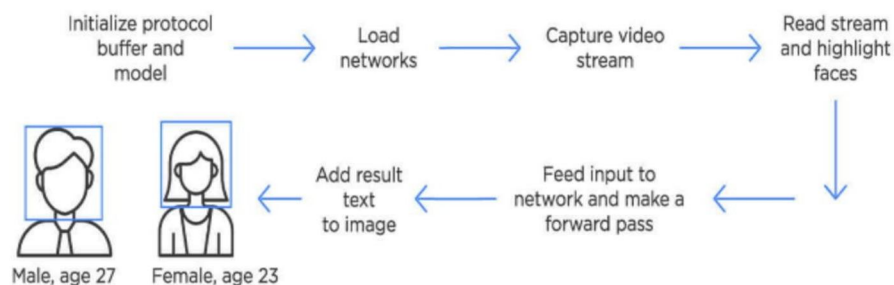 Initialize protocol
buffer and
model
Load
networks
Capture video
stream
Read stream
and highlight
faces
Feed input to
network and make a
forward pass
Add result
text
to image
Male, age 27
Female, age 23